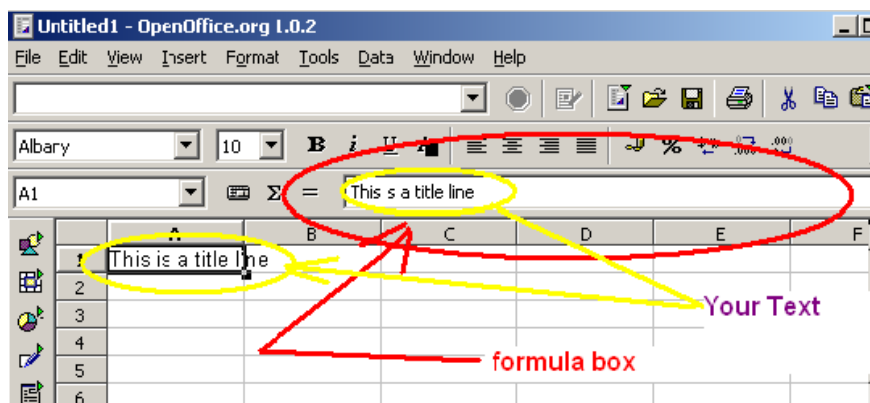 Untitled1 - OpenOffice.org 1.0.2
File Edit View Insert Format Tools Data Window Help
Albany 10 B i U A
A1 Σ = This s a title line
A B C D E F
1 This is a title line
2
3 Your Text
4
5 formula box
6